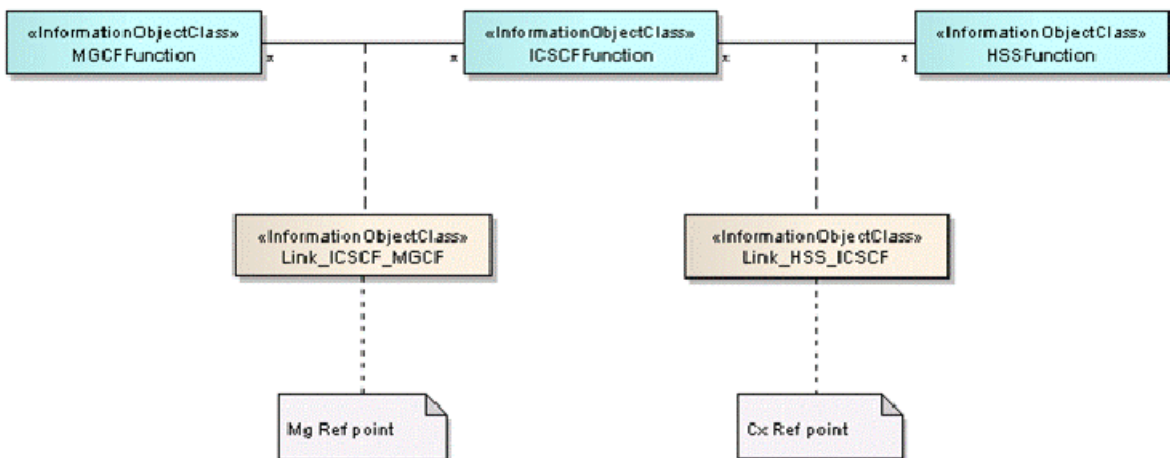 «InformationObjectClass»
MGCFFunction
«InformationObjectClass»
ICSCFFunction
«InformationObjectClass»
HSSFunction
* * * *
«InformationObjectClass»
Link_ICSCF_MGCF
«InformationObjectClass»
Link_HSS_ICSCF
Mg Ref point
Cx Ref point